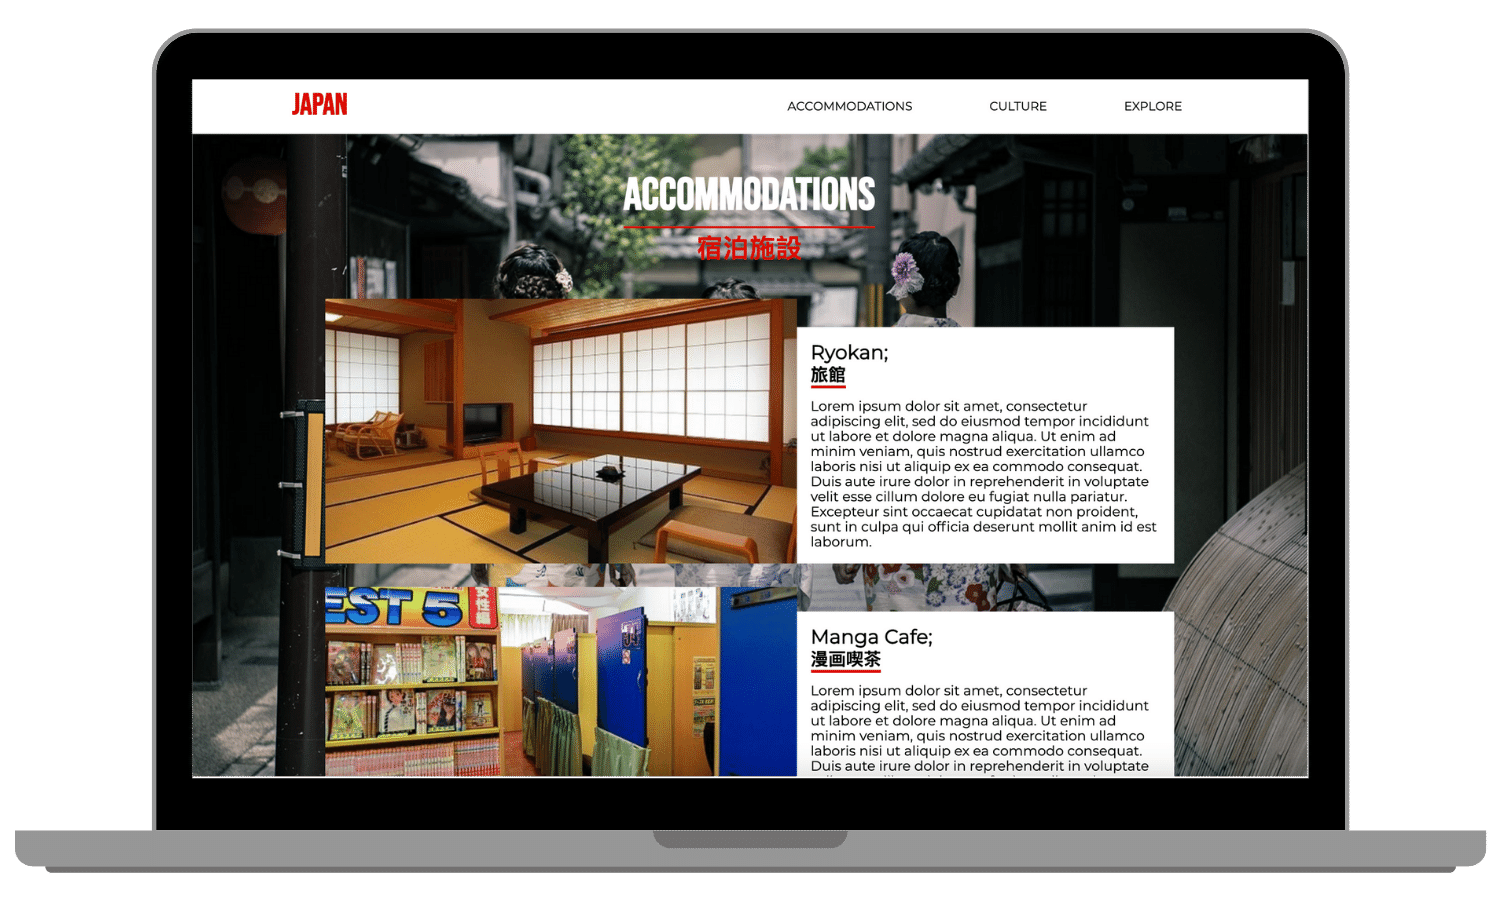 JAPAN
ACCOMMODATIONS
CULTURE
EXPLORE
ACCOMMODATIONS
宿泊施設
Ryokan;
旅館
Lorem ipsum dolor sit amet, consectetur
adipiscing elit, sed do eiusmod tempor incididunt
ut labore et dolore magna aliqua. Ut enim ad
minim veniam, quis nostrud exercitation ullamco
laboris nisi ut aliquip ex ea commodo consequat.
Duis aute irure dolor in reprehenderit in voluptate
velit esse cillum dolore eu fugiat nulla pariatur.
Excepteur sint occaecat cupidatat non proident,
sunt in culpa qui officia deserunt mollit anim id est
laborum.
EST 5
女性編
Manga Cafe;
漫画喫茶
Lorem ipsum dolor sit amet, consectetur
adipiscing elit, sed do eiusmod tempor incididunt
ut labore et dolore magna aliqua. Ut enim ad
minim veniam, quis nostrud exercitation ullamco
laboris nisi ut aliquip ex ea commodo consequat.
Duis aute irure dolor in reprehenderit in voluptate